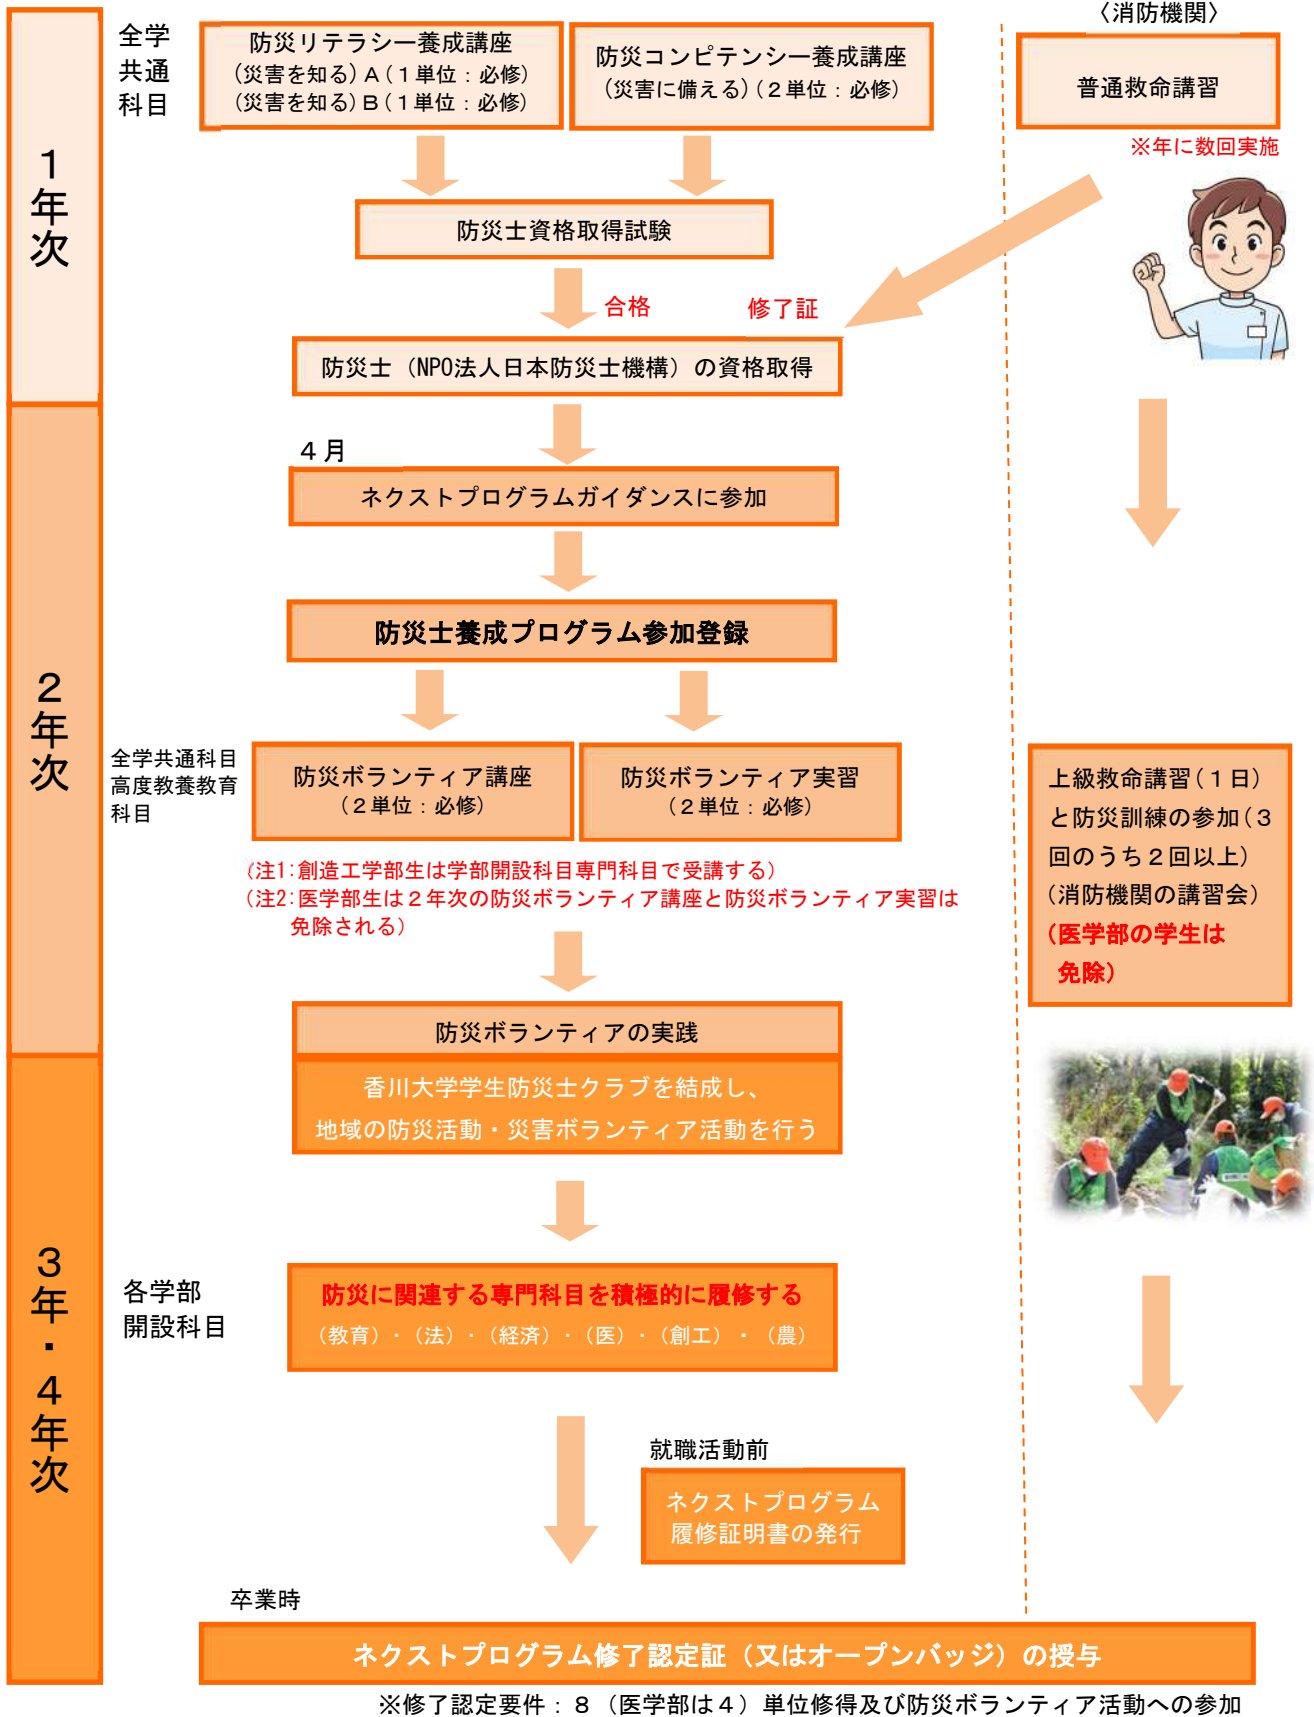 〈消防機関〉
全学
共通
科目
防災リテラシー養成講座
(災害を知る)A(1単位：必修)
(災害を知る)B(1単位：必修)
防災コンピテンシー養成講座
(災害に備える)(2単位：必修)
普通救命講習
※年に数回実施
1年次
防災士資格取得試験
合格
修了証
防災士（NPO法人日本防災士機構）の資格取得
4月
ネクストプログラムガイダンスに参加
防災士養成プログラム参加登録
2年次
全学共通科目
高度教養教育
科目
防災ボランティア講座
(2単位：必修)
防災ボランティア実習
(2単位：必修)
上級救命講習(1日)
と防災訓練の参加(3
回のうち2回以上)
(消防機関の講習会)
(医学部の学生は
免除)
(注1:創造工学部生は学部開設科目専門科目で受講する)
(注2:医学部生は2年次の防災ボランティア講座と防災ボランティア実習は
免除される)
防災ボランティアの実践
香川大学学生防災士クラブを結成し、
地域の防災活動・災害ボランティア活動を行う
3年・4年次
各学部
開設科目
防災に関連する専門科目を積極的に履修する
（教育）・（法）・（経済）・（医）・（創工）・（農）
就職活動前
ネクストプログラム
履修証明書の発行
卒業時
ネクストプログラム修了認定証（又はオープンバッジ）の授与
※修了認定要件：8（医学部は4）単位修得及び防災ボランティア活動への参加